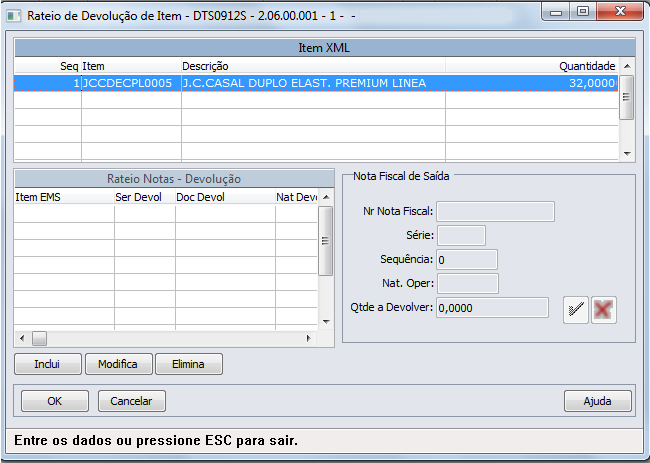 Rateio de Devolução de Item - DTS0912S - 2.06.00.001 - 1 - -
Item XML
Seq Item Descrição Quantidade
1 JCCDECPL0005 J.C.CASAL DUPLO ELAST. PREMIUM LINEA 32,0000
Rateio Notas - Devolução
Item EMS Ser Devol Doc Devol Nat Devo
Nota Fiscal de Saída
Nr Nota Fiscal:
Série:
Sequência: 0
Nat. Oper:
Qtde a Devolver: 0,0000
Inclui Modifica Elimina
OK Cancelar Ajuda
Entre os dados ou pressione ESC para sair.